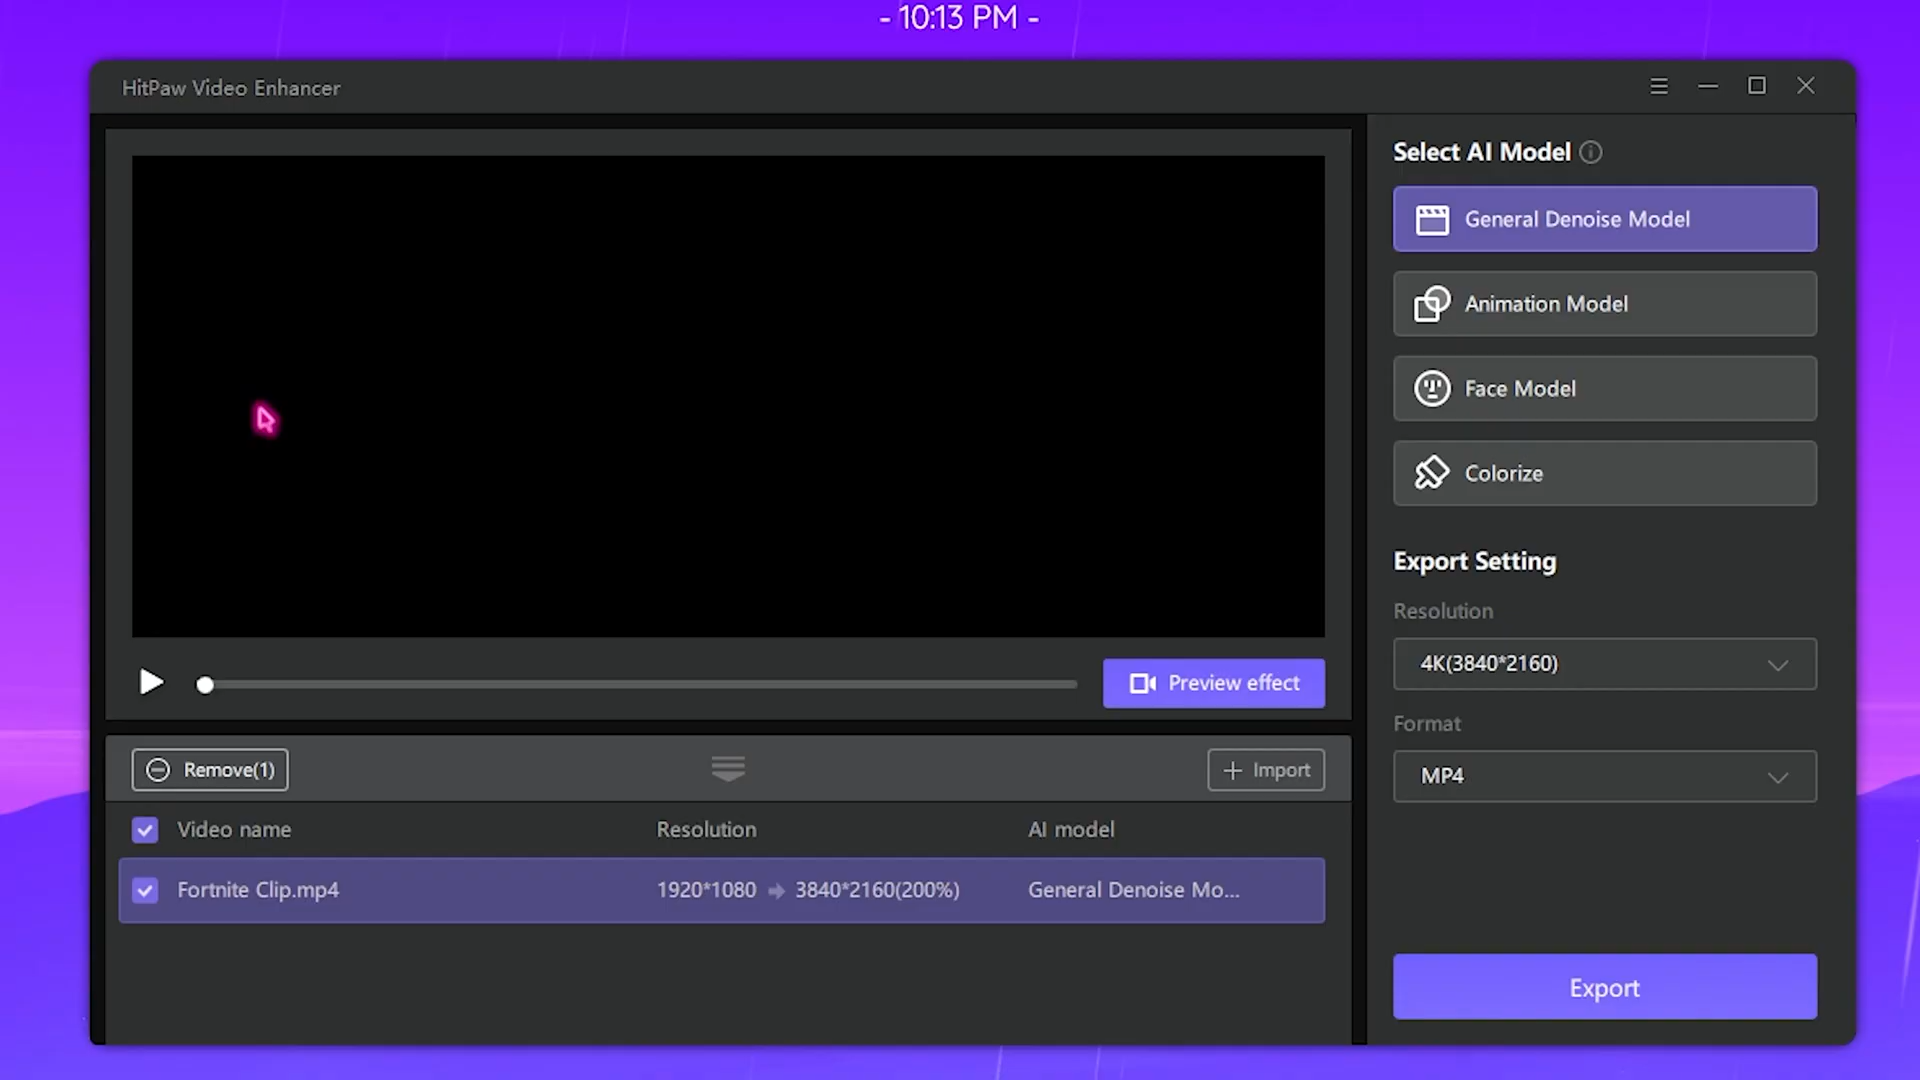 - 10:13 PM -
HitPaw Video Enhancer
Select AI Model
General Denoise Model
Animation Model
Face Model
Colorize
Export Setting
Resolution
4K(3840*2160)
Format
MP4
Export
Preview effect
Remove(1)
Import
Video name Resolution AI model
Fortnite Clip.mp4 1920*1080 3840*2160(200%) General Denoise Mo...